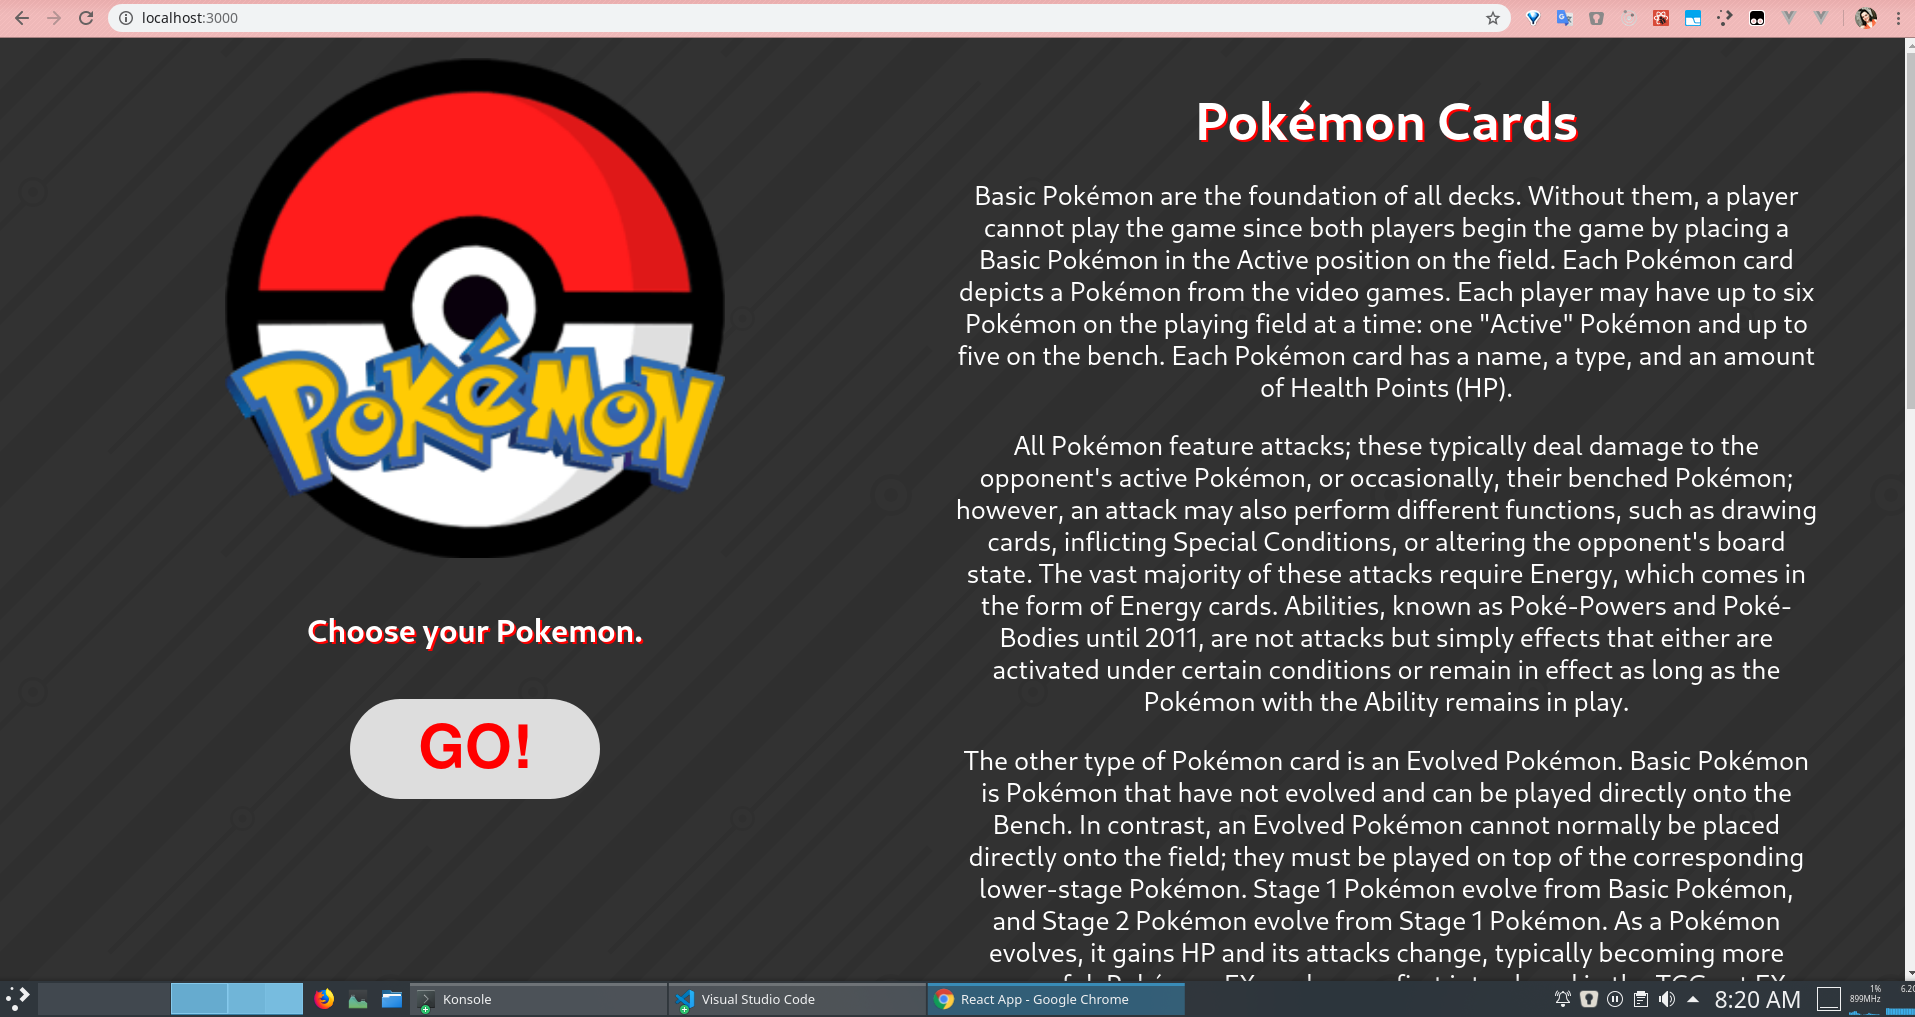 localhost:3000
Pokémon
Choose your Pokemon.
GO!
Pokémon Cards
Basic Pokémon are the foundation of all decks. Without them, a player
cannot play the game since both players begin the game by placing a
Basic Pokémon in the Active position on the field. Each Pokémon card
depicts a Pokémon from the video games. Each player may have up to six
Pokémon on the playing field at a time: one "Active" Pokémon and up to
five on the bench. Each Pokémon card has a name, a type, and an amount
of Health Points (HP).
All Pokémon feature attacks; these typically deal damage to the
opponent's active Pokémon, or occasionally, their benched Pokémon;
however, an attack may also perform different functions, such as drawing
cards, inflicting Special Conditions, or altering the opponent's board
state. The vast majority of these attacks require Energy, which comes in
the form of Energy cards. Abilities, known as Poké-Powers and Poké-
Bodies until 2011, are not attacks but simply effects that either are
activated under certain conditions or remain in effect as long as the
Pokémon with the Ability remains in play.
The other type of Pokémon card is an Evolved Pokémon. Basic Pokémon
is Pokémon that have not evolved and can be played directly onto the
Bench. In contrast, an Evolved Pokémon cannot normally be placed
directly onto the field; they must be played on top of the corresponding
lower-stage Pokémon. Stage 1 Pokémon evolve from Basic Pokémon,
and Stage 2 Pokémon evolve from Stage 1 Pokémon. As a Pokémon
evolves, it gains HP and its attacks change, typically becoming more
Konsole
Visual Studio Code
React App - Google Chrome
8:20 AM
1%
899MHz
6.20